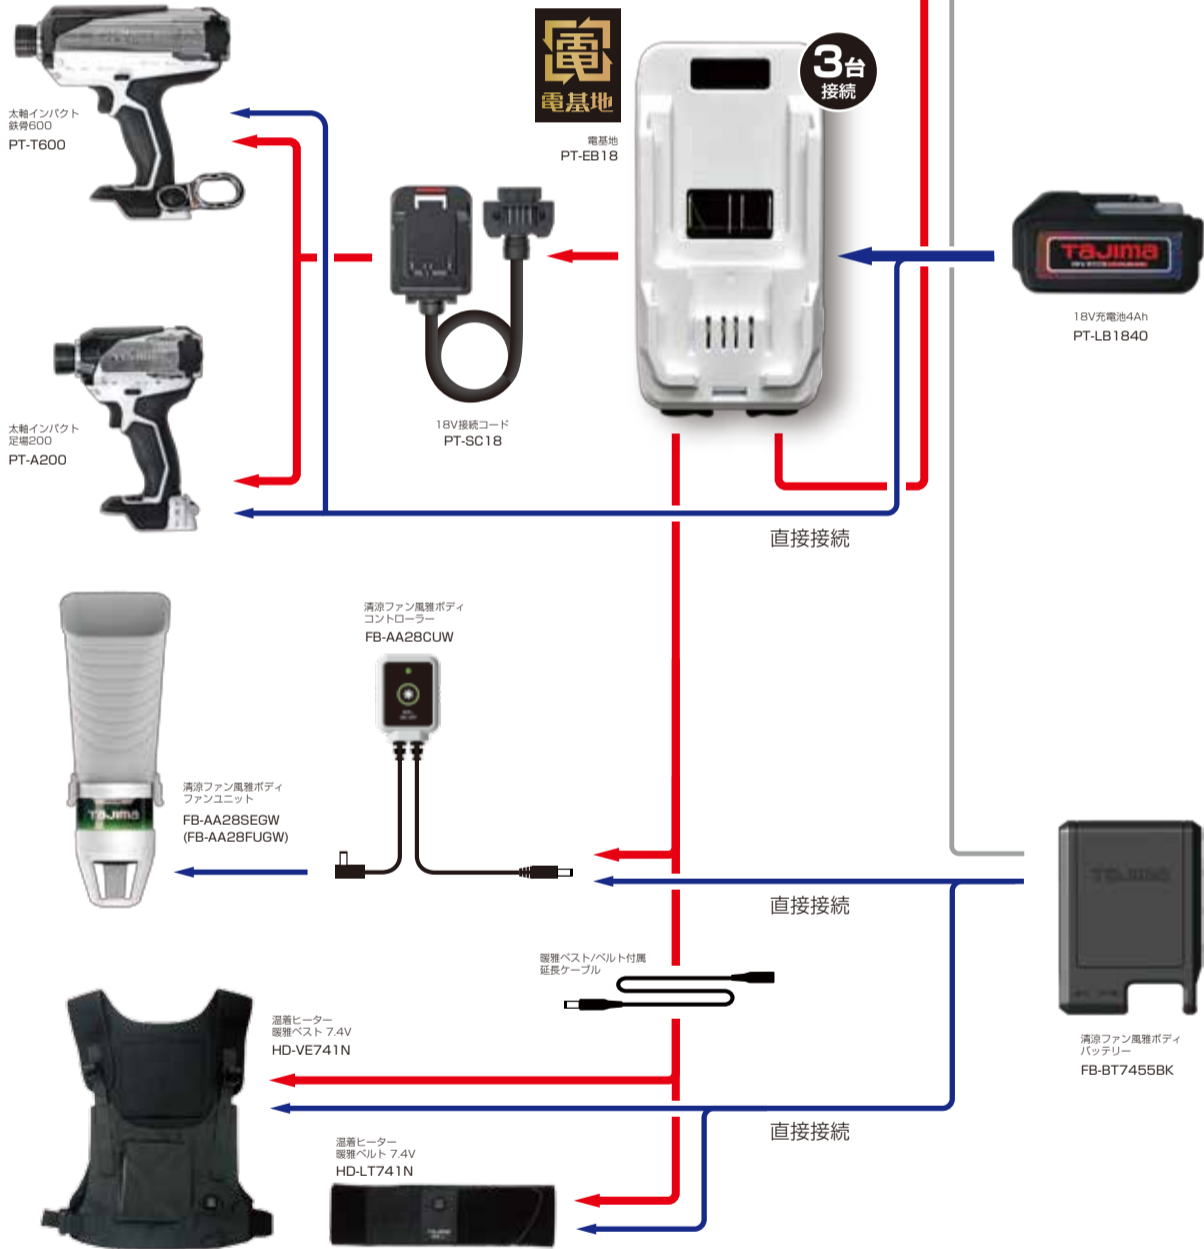 太軸インパクト
鉄骨600
PT-T600
電
電基地
電基地
PT-EB18
3台
接続
TAJIMA
18V充電池4Ah
PT-LB1840
18V接続コード
PT-SC18
太軸インパクト
足場200
PT-A200
直接接続
清涼ファン風雅ボディ
コントローラー
FB-AA28CUW
清涼ファン風雅ボディ
ファンユニット
FB-AA28SEGW
(FB-AA28FUGW)
TAJIMA
直接接続
TAJIMA
暖雅ベスト/ベルト付属
延長ケーブル
清涼ファン風雅ボディ
バッテリー
FB-BT7455BK
温着ヒーター
暖雅ベスト 7.4V
HD-VE741N
直接接続
温着ヒーター
暖雅ベルト 7.4V
HD-LT741N
TAJIMA